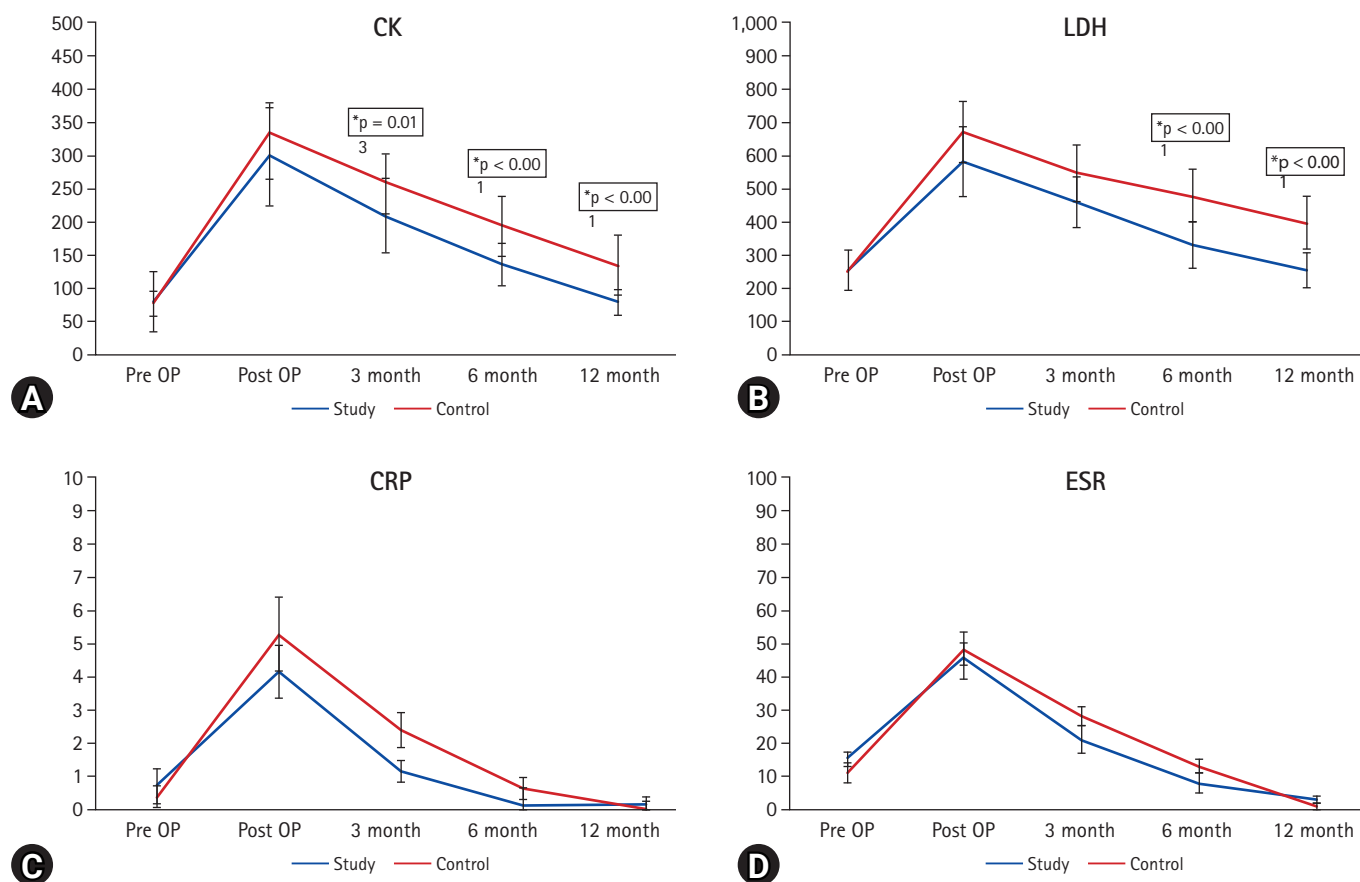 CK
500
450
400
350
300
250
200
150
100
50
0
*p = 0.01
3
*p < 0.00
1
*p < 0.00
1
Pre OP Post OP 3 month 6 month 12 month
A
Study Control
LDH
1,000
900
800
700
600
500
400
300
200
100
0
*p < 0.00
1
*p < 0.00
1
Pre OP Post OP 3 month 6 month 12 month
B
Study Control
CRP
10
9
8
7
6
5
4
3
2
1
0
Pre OP Post OP 3 month 6 month 12 month
C
Study Control
ESR
100
90
80
70
60
50
40
30
20
10
0
Pre OP Post OP 3 month 6 month 12 month
D
Study Control